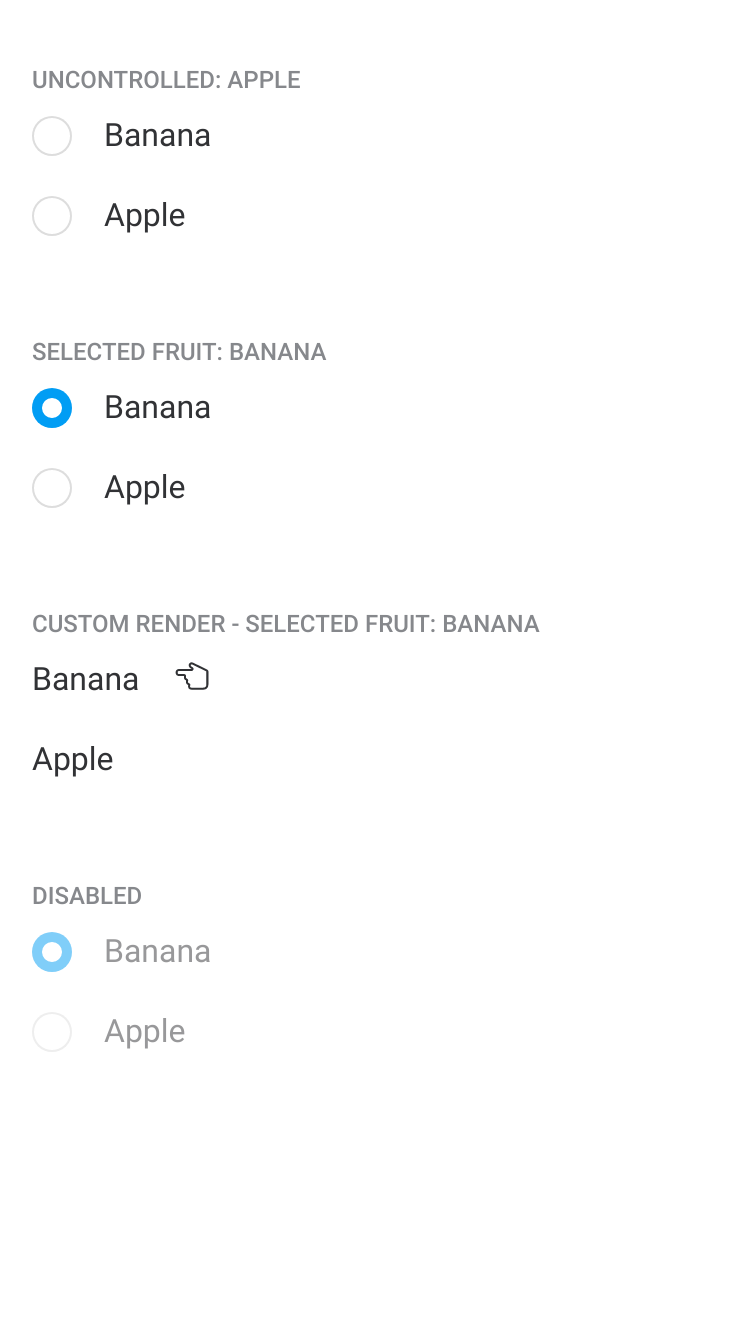 UNCONTROLLED: APPLE
Banana
Apple
SELECTED FRUIT: BANANA
Banana
Apple
CUSTOM RENDER - SELECTED FRUIT: BANANA
Banana
Apple
DISABLED
Banana
Apple